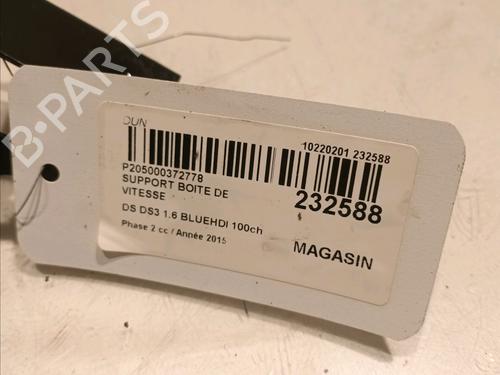 B-PARTS
DUN
10220201 232588
P205000372778
SUPPORT BOITE DE
VITESSE
232588
DS DS3 1.6 BLUEHDI 100ch
Phase 2 cc / Année 2015
MAGASIN